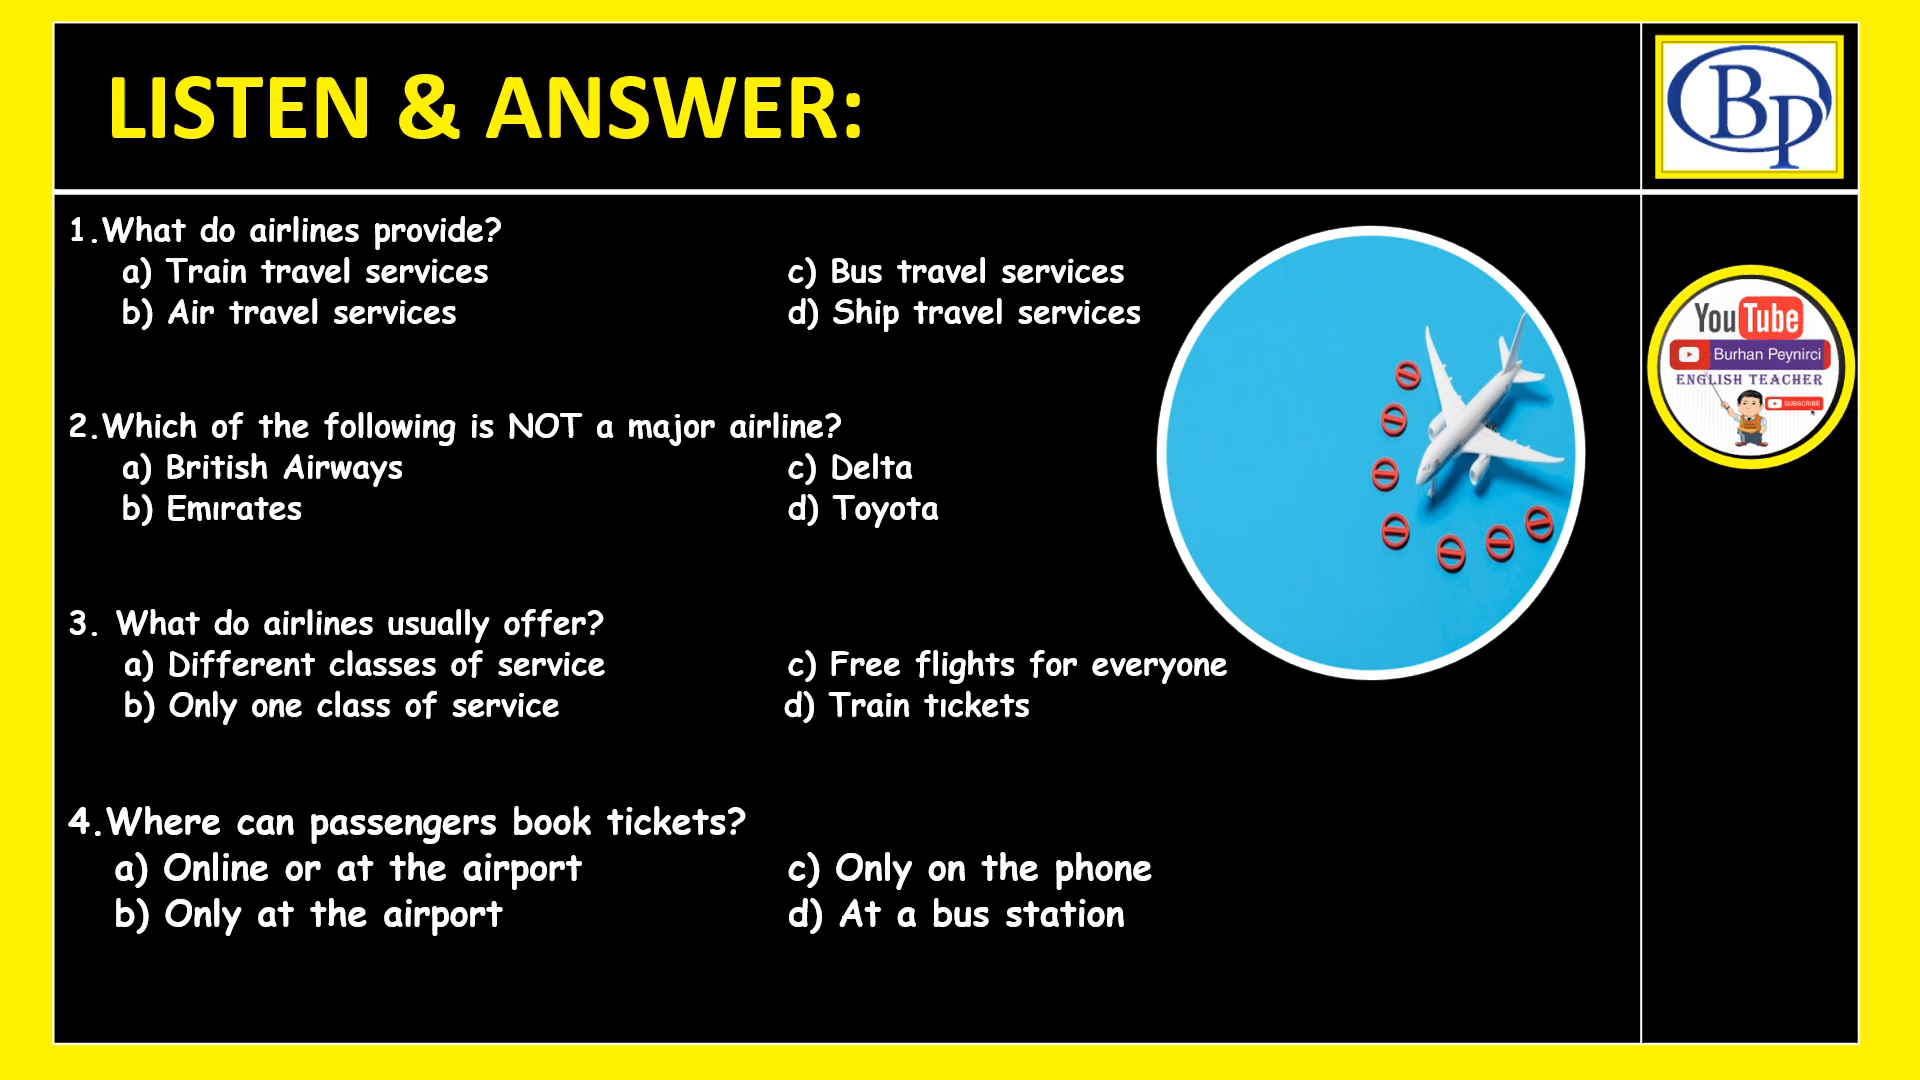 LISTEN & ANSWER:
BP
1.What do airlines provide?
a) Train travel services
b) Air travel services
c) Bus travel services
d) Ship travel services
2.Which of the following is NOT a major airline?
a) British Airways
b) Emırates
c) Delta
d) Toyota
3. What do airlines usually offer?
a) Different classes of service
b) Only one class of service
c) Free flights for everyone
d) Train tıckets
4.Where can passengers book tickets?
a) Online or at the airport
b) Only at the airport
c) Only on the phone
d) At a bus station
YouTube
Burhan Peynirci
ENGLISH TEACHER
SUBSCRIBE